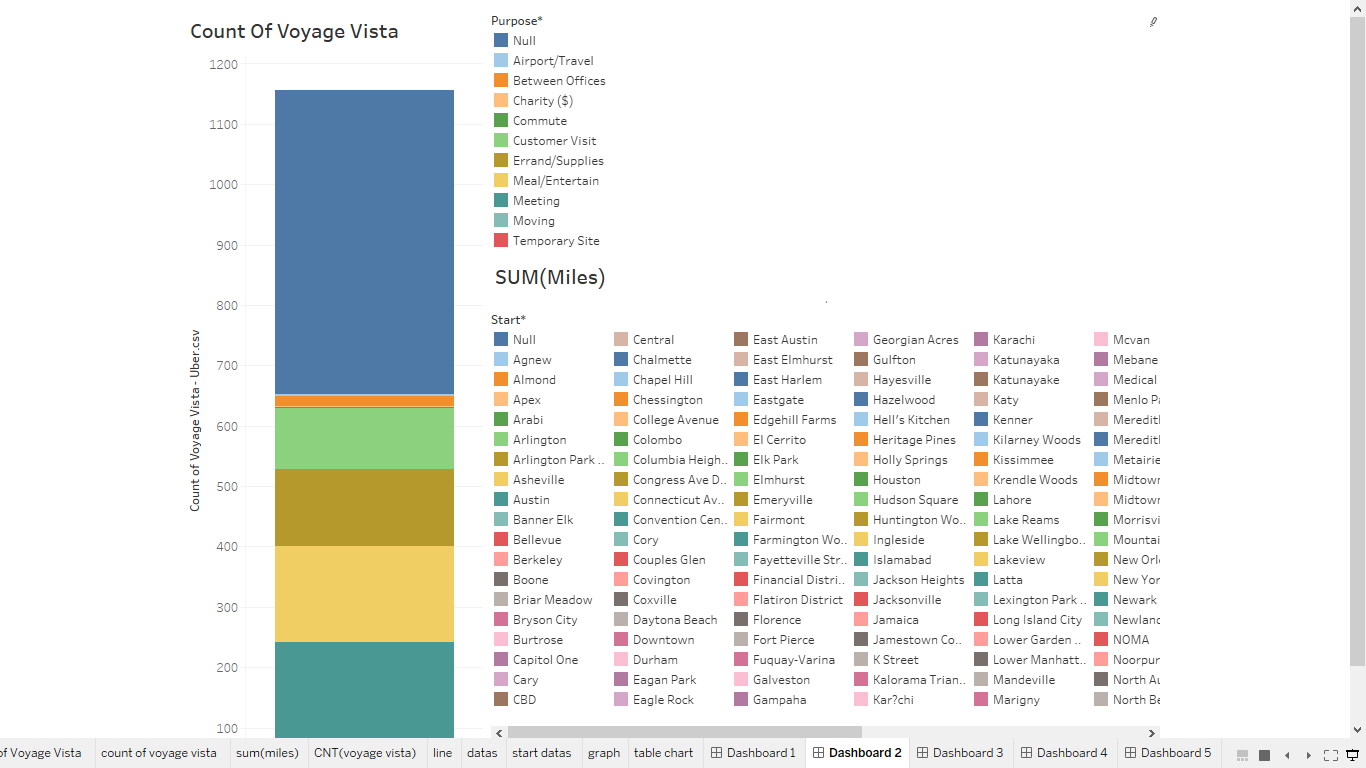 Count Of Voyage Vista
1200
1100
1000
900
800
700
600
500
400
300
200
100
Count of Voyage Vista - Uber.csv
Purpose*
Null
Airport/Travel
Between Offices
Charity ($)
Commute
Customer Visit
Errand/Supplies
Meal/Entertain
Meeting
Moving
Temporary Site
SUM(Miles)
Start*
Null
Agnew
Almond
Apex
Arabi
Arlington
Arlington Park ..
Asheville
Austin
Banner Elk
Bellevue
Berkeley
Boone
Briar Meadow
Bryson City
Burtrose
Capitol One
Cary
CBD
Central
Chalmette
Chapel Hill
Chessington
College Avenue
Colombo
Columbia Heigh..
Congress Ave D..
Connecticut Av..
Convention Cen..
Cory
Couples Glen
Covington
Coxville
Daytona Beach
Downtown
Durham
Eagan Park
Eagle Rock
East Austin
East Elmhurst
East Harlem
Eastgate
Edgehill Farms
El Cerrito
Elk Park
Elmhurst
Emeryville
Fairmont
Farmington Wo..
Fayetteville Str..
Financial Distri..
Flatiron District
Florence
Fort Pierce
Fuquay-Varina
Galveston
Gampaha
Georgian Acres
Gulfton
Hayesville
Hazelwood
Hell's Kitchen
Heritage Pines
Holly Springs
Houston
Hudson Square
Huntington Wo..
Ingleside
Islamabad
Jackson Heights
Jacksonville
Jamaica
Jamestown Co..
K Street
Kalorama Trian..
Kar?chi
Karachi
Katunayaka
Katunayake
Katy
Kenner
Kilarney Woods
Kissimmee
Krendle Woods
Lahore
Lake Reams
Lake Wellingbo..
Lakeview
Latta
Lexington Park ..
Long Island City
Lower Garden ..
Lower Manhatt..
Mandeville
Marigny
Mcvan
Mebane
Medical
Menlo Pa
Meredith
Meredith
Metairie
Midtown
Midtown
Morrisvi
Mountai
New Orl
New Yor
Newark
Newland
NOMA
Noorpur
North Au
North Be
of Voyage Vista
count of voyage vista
sum(miles)
CNT(voyage vista)
line
datas
start datas
graph
table chart
Dashboard 1
Dashboard 2
Dashboard 3
Dashboard 4
Dashboard 5